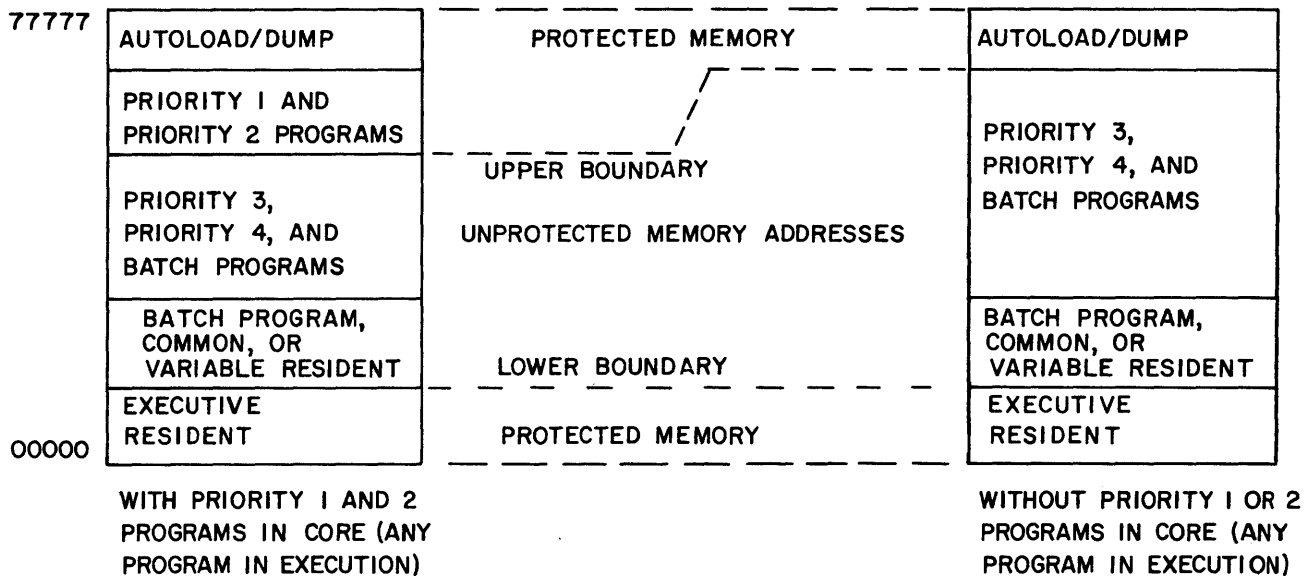 77777
AUTOLOAD/DUMP
PRIORITY 1 AND
PRIORITY 2 PROGRAMS
PRIORITY 3,
PRIORITY 4, AND
BATCH PROGRAMS
BATCH PROGRAM,
COMMON, OR
VARIABLE RESIDENT
EXECUTIVE
RESIDENT
00000
WITH PRIORITY 1 AND 2
PROGRAMS IN CORE (ANY
PROGRAM IN EXECUTION)
PROTECTED MEMORY
UPPER BOUNDARY
UNPROTECTED MEMORY ADDRESSES
LOWER BOUNDARY
PROTECTED MEMORY
AUTOLOAD/DUMP
PRIORITY 3,
PRIORITY 4, AND
BATCH PROGRAMS
BATCH PROGRAM,
COMMON, OR
VARIABLE RESIDENT
EXECUTIVE
RESIDENT
WITHOUT PRIORITY 1 OR 2
PROGRAMS IN CORE (ANY
PROGRAM IN EXECUTION)